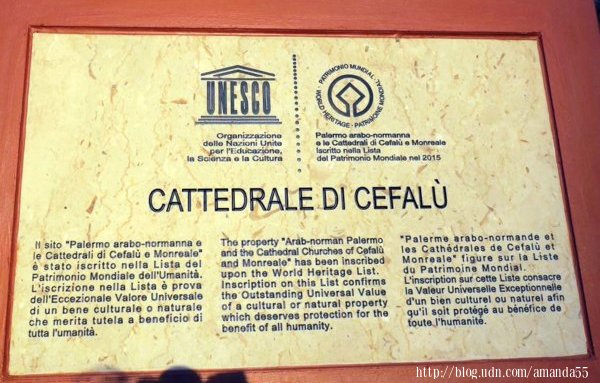 UNESCO
Organizzazione
delle Nazioni Unite
per l'Educazione,
la Scienza e la Cultura
PATRIMONIO MUNDIAL · WORLD HERITAGE · PATRIMOINE MONDIAL
Palermo arabo-normanna
e le Cattedrali di Cefalù e Monreale
Iscritto nella Lista
del Patrimonio Mondiale nel 2015
CATTEDRALE DI CEFALÙ
Il sito "Palermo arabo-normanna e
le Cattedrali di Cefalù e Monreale"
è stato iscritto nella Lista del
Patrimonio Mondiale dell'Umanità.
L'iscrizione nella Lista è prova
dell'Eccezionale Valore Universale
di un bene culturale o naturale
che merita tutela a beneficio di
tutta l'umanità.
The property "Arab-norman Palermo
and the Cathedral Churches of Cefalù
and Monreale" has been inscribed
upon the World Heritage List.
Inscription on this List confirms
the Outstanding Universal Value
of a cultural or natural property
which deserves protection for the
benefit of all humanity.
"Palerme arabo-normande et
les Cathédrales de Cefalù et
Monreale" figure sur la Liste
du Patrimoine Mondial.
L'inscription sur cette Liste consacre
la Valeur Universelle Exceptionnelle
d'un bien culturel ou naturel afin
qu'il soit protégé au bénéfice de
toute l'humanite.
http://blog.udn.com/amanda55